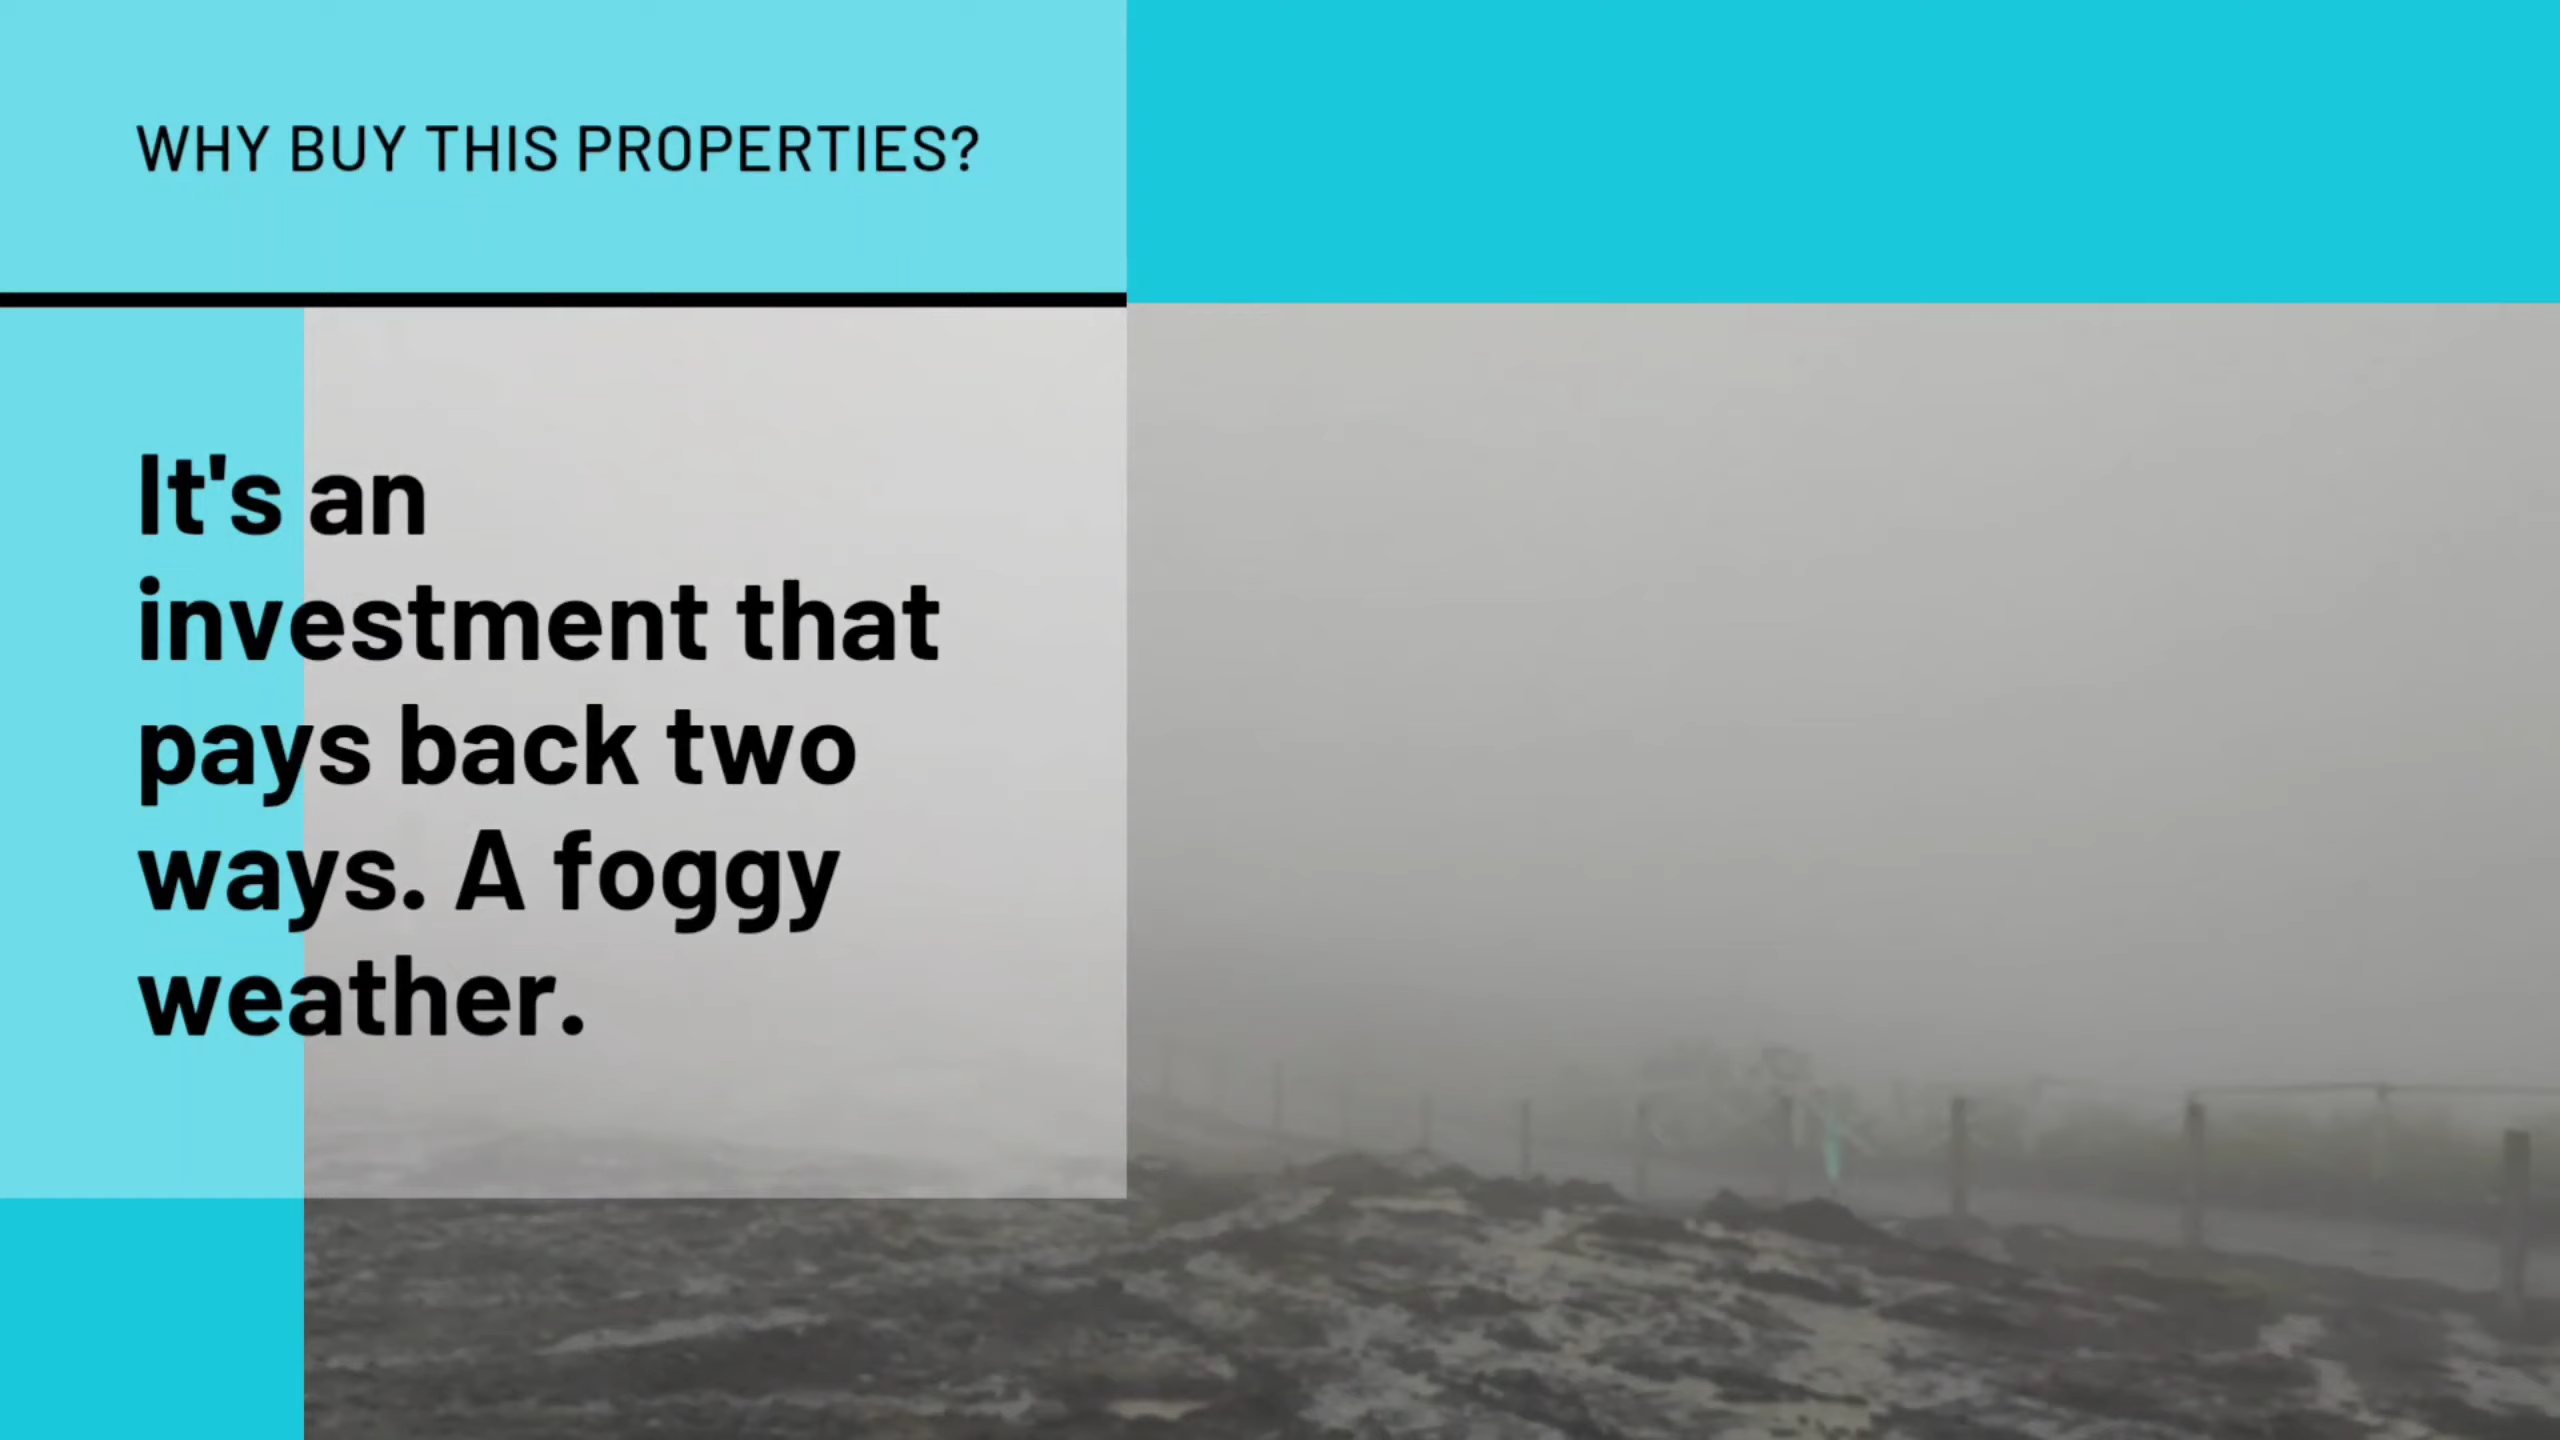 WHY BUY THIS PROPERTIES?
It's an
investment that
pays back two
ways. A foggy
weather.